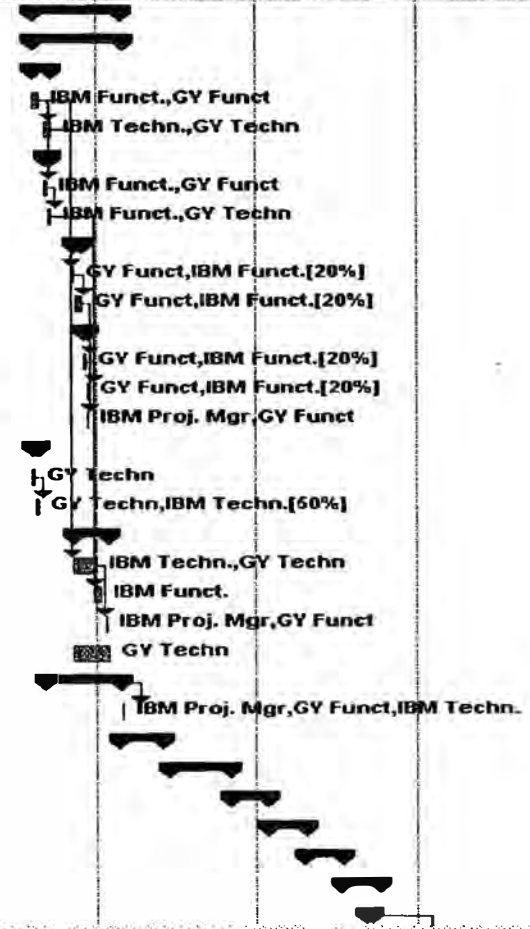 IBM Funct.,GY Funct
IBM Techn.,GY Techn
IBM Funct.,GY Funct
IBM Funct.,GY Techn
GY Funct,IBM Funct.[20%]
GY Funct,IBM Funct.[20%]
GY Funct,IBM Funct.[20%]
GY Funct,IBM Funct.[20%]
IBM Proj. Mgr,GY Funct
GY Techn
GY Techn,IBM Techn.[50%]
IBM Techn.,GY Techn
IBM Funct.
IBM Proj. Mgr,GY Funct
GY Techn
IBM Proj. Mgr,GY Funct,IBM Techn.